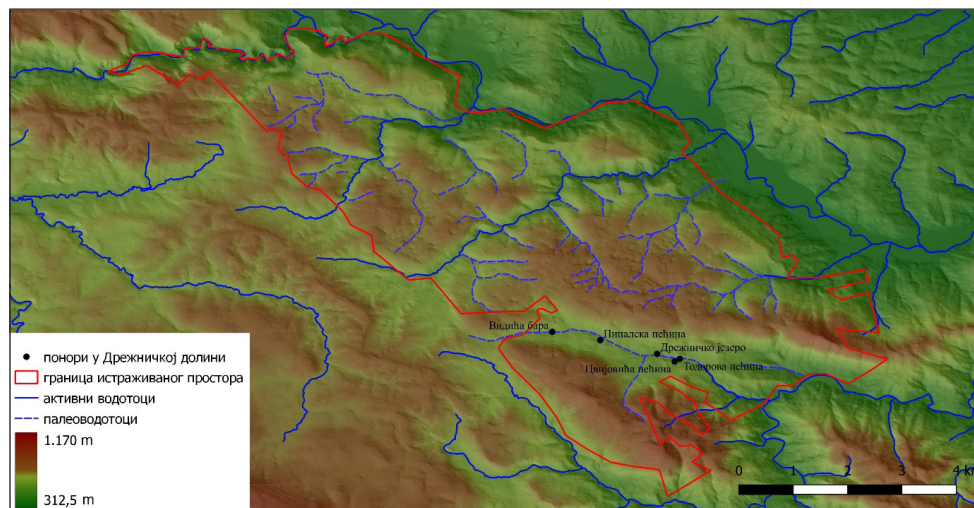 Видића бара
Пипалска пећина
Дрежничко језеро
Цвијовића пећина
Тодорова пећина
понори у Дрежничкој долини
граница истраживаног простора
активни водотоци
палеоводотоци
1.170 m
312,5 m
0 1 2 3 4 km